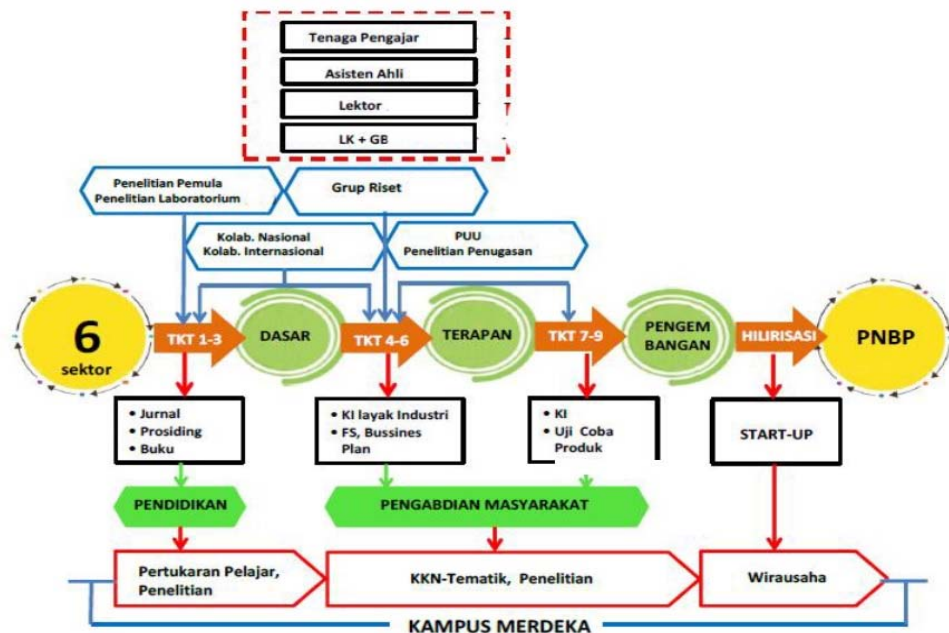 Tenaga Pengajar
Asisten Ahli
Lektor
LK + GB
Penelitian Pemula
Penelitian Laboratorium
Grup Riset
Kolab. Nasional
Kolab. Internasional
PUU
Penelitian Penugasan
6
sektor
TKT 1-3
DASAR
TKT 4-6
TERAPAN
TKT 7-9
PENGEM
BANGAN
HILIRISASI
PNBP
• Jurnal
• Prosiding
• Buku
• KI layak Industri
• FS, Bussines
Plan
• KI
• Uji Coba
Produk
START-UP
PENDIDIKAN
PENGABDIAN MASYARAKAT
Pertukaran Pelajar,
Penelitian
KKN-Tematik, Penelitian
Wirausaha
KAMPUS MERDEKA